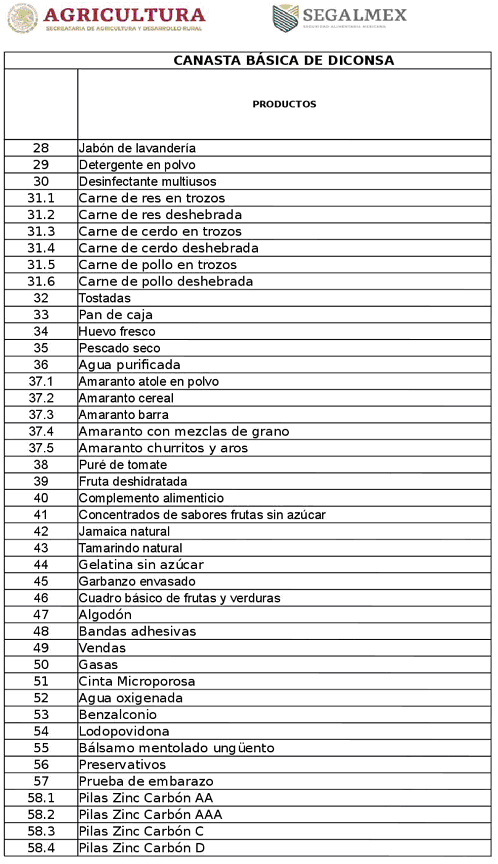 AGRICULTURA
SECRETARÍA DE AGRICULTURA Y DESARROLLO RURAL
SEGALMEX
SEGURIDAD ALIMENTARIA MEXICANA
CANASTA BÁSICA DE DICONSA
PRODUCTOS
28 Jabón de lavandería
29 Detergente en polvo
30 Desinfectante multiusos
31.1 Carne de res en trozos
31.2 Carne de res deshebrada
31.3 Carne de cerdo en trozos
31.4 Carne de cerdo deshebrada
31.5 Carne de pollo en trozos
31.6 Carne de pollo deshebrada
32 Tostadas
33 Pan de caja
34 Huevo fresco
35 Pescado seco
36 Agua purificada
37.1 Amaranto atole en polvo
37.2 Amaranto cereal
37.3 Amaranto barra
37.4 Amaranto con mezclas de grano
37.5 Amaranto churritos y aros
38 Puré de tomate
39 Fruta deshidratada
40 Complemento alimenticio
41 Concentrados de sabores frutas sin azúcar
42 Jamaica natural
43 Tamarindo natural
44 Gelatina sin azúcar
45 Garbanzo envasado
46 Cuadro básico de frutas y verduras
47 Algodón
48 Bandas adhesivas
49 Vendas
50 Gasas
51 Cinta Microporosa
52 Agua oxigenada
53 Benzalconio
54 Lodopovidona
55 Bálsamo mentolado ungüento
56 Preservativos
57 Prueba de embarazo
58.1 Pilas Zinc Carbón AA
58.2 Pilas Zinc Carbón AAA
58.3 Pilas Zinc Carbón C
58.4 Pilas Zinc Carbón D